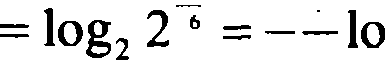 = log₂ 2^‾6 = −−lo